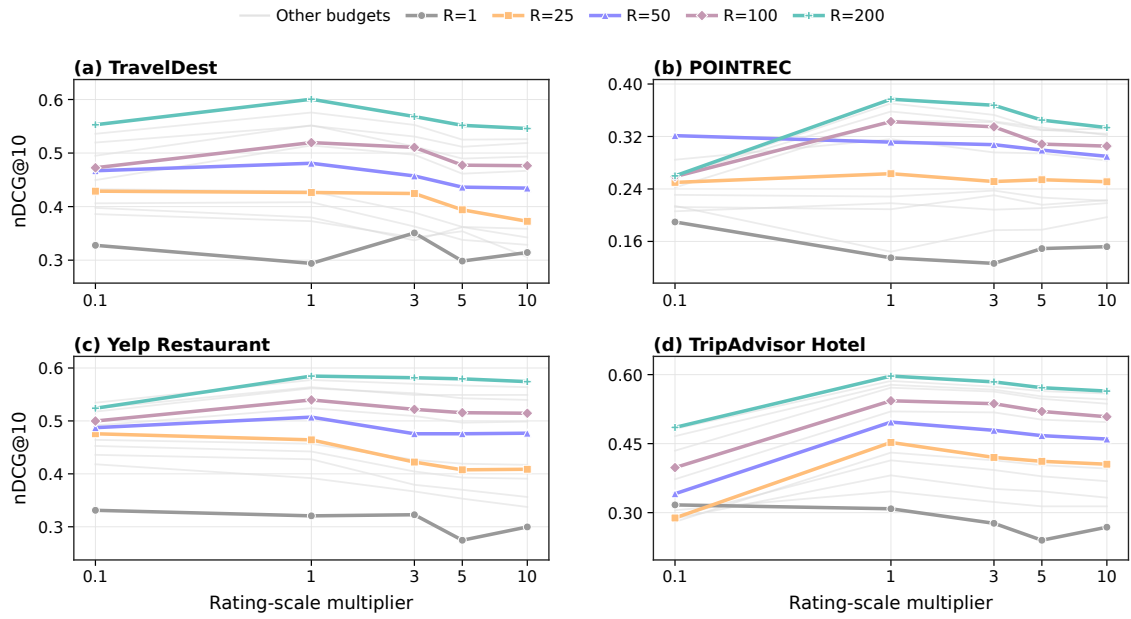 Other budgets R=1 R=25 R=50 R=100 R=200
(a) TravelDest
nDCG@10
0.6
0.5
0.4
0.3
0.1 1 3 5 10
(b) POINTREC
0.40
0.32
0.24
0.16
0.1 1 3 5 10
(c) Yelp Restaurant
nDCG@10
0.6
0.5
0.4
0.3
0.1 1 3 5 10
Rating-scale multiplier
(d) TripAdvisor Hotel
0.60
0.45
0.30
0.1 1 3 5 10
Rating-scale multiplier